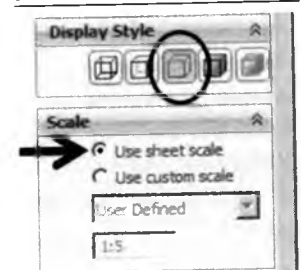 Display Style
Scale
Use sheet scale
Use custom scale
User Defined
1:5